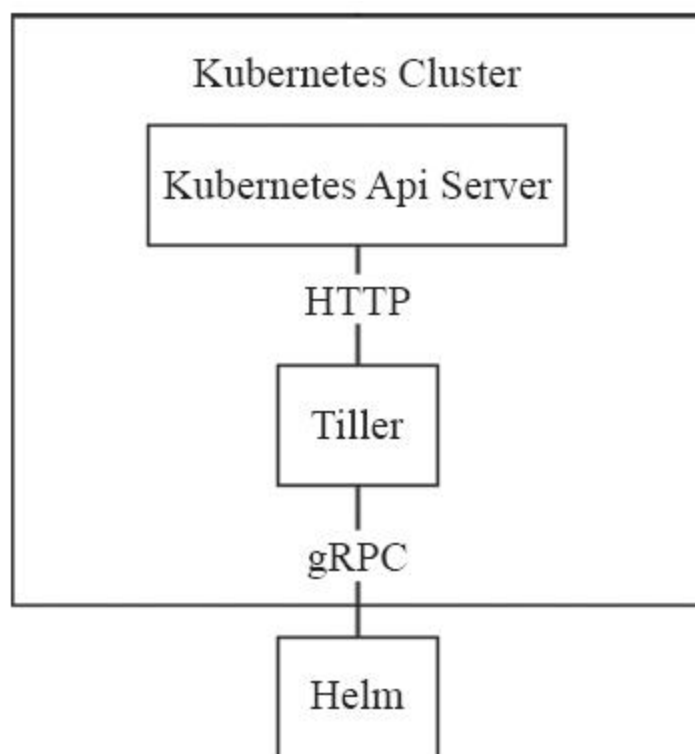 Kubernetes Cluster
Kubernetes Api Server
HTTP
Tiller
gRPC
Helm